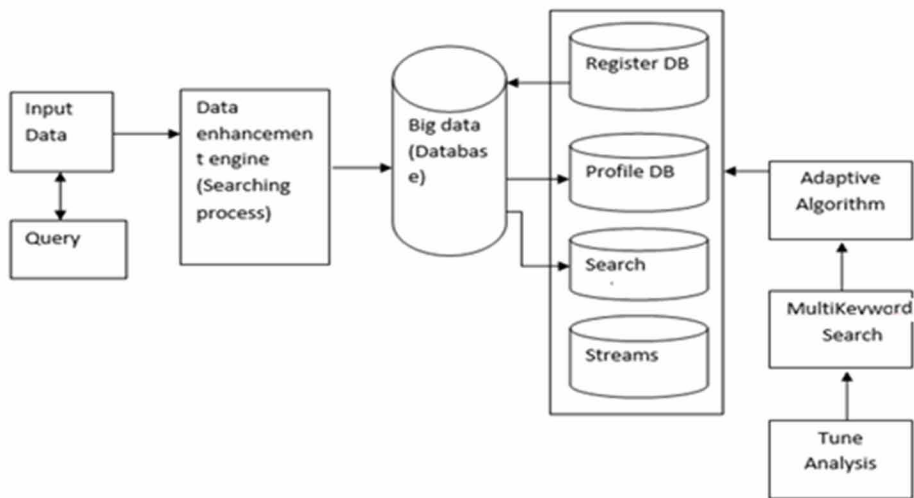 Input
Data
Query
Data
enhancemen
t engine
(Searching
process)
Big data
(Databas
e)
Register DB
Profile DB
Search
Streams
Adaptive
Algorithm
MultiKeyword
Search
Tune
Analysis